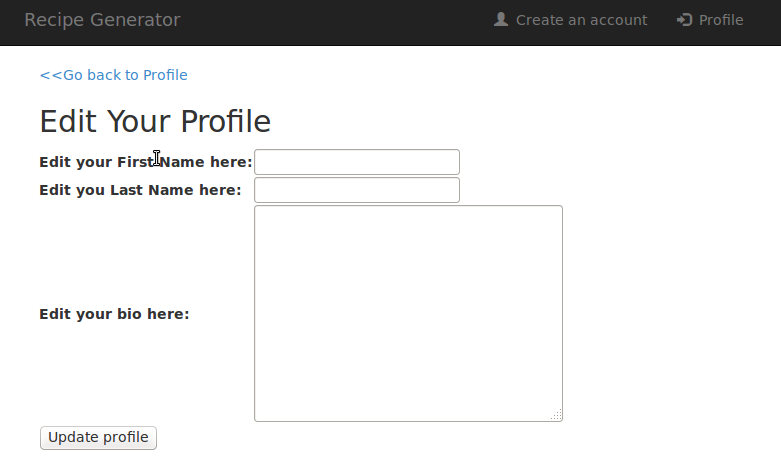 Recipe Generator Create an account Profile
<<Go back to Profile
Edit Your Profile
Edit your First Name here:
Edit you Last Name here:
Edit your bio here:
Update profile